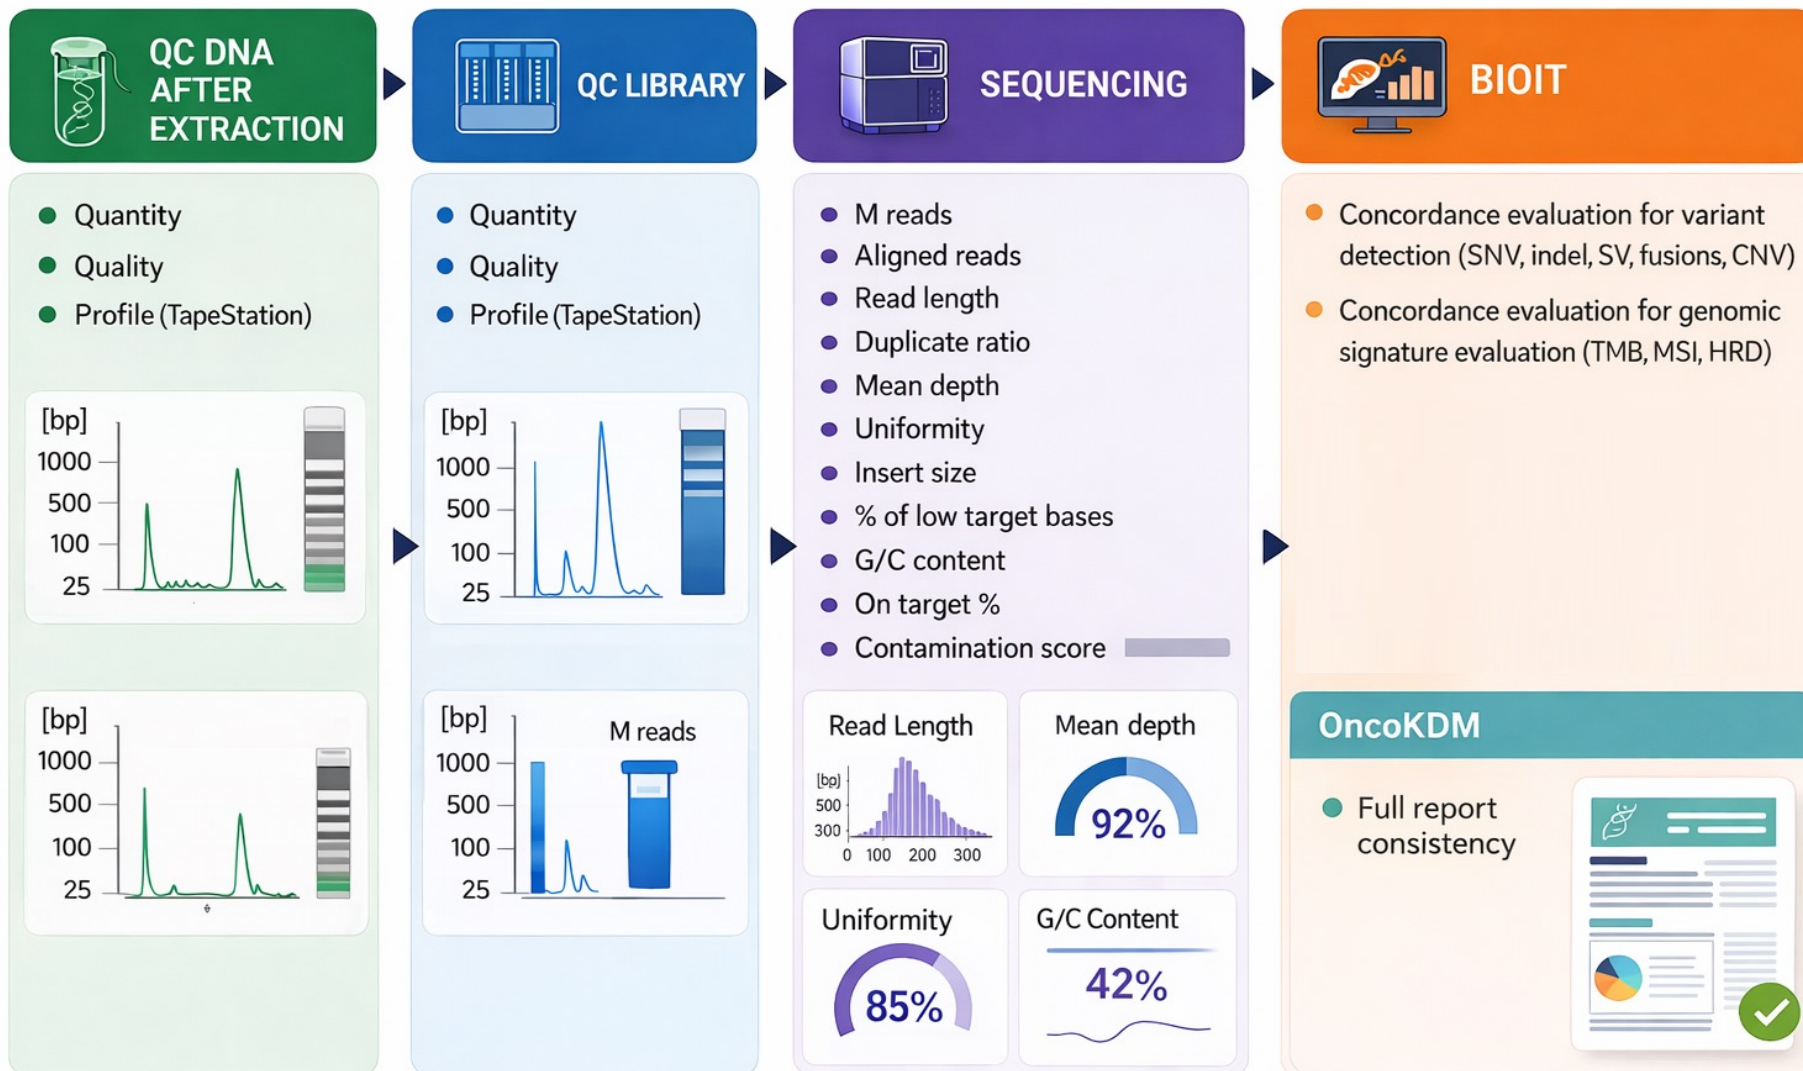 QC DNA
AFTER
EXTRACTION
QC LIBRARY
SEQUENCING
BIOIT
Quantity
Quality
Profile (TapeStation)
[bp]
1000
500
100
25
[bp]
1000
500
100
25
Quantity
Quality
Profile (TapeStation)
[bp]
1000
500
100
25
[bp]
M reads
1000
500
100
25
M reads
Aligned reads
Read length
Duplicate ratio
Mean depth
Uniformity
Insert size
% of low target bases
G/C content
On target %
Contamination score
Read Length
[bp]
500
300
0 100 200 300
Mean depth
92%
Uniformity
85%
G/C Content
42%
Concordance evaluation for variant
detection (SNV, indel, SV, fusions, CNV)
Concordance evaluation for genomic
signature evaluation (TMB, MSI, HRD)
OncoKDM
Full report
consistency